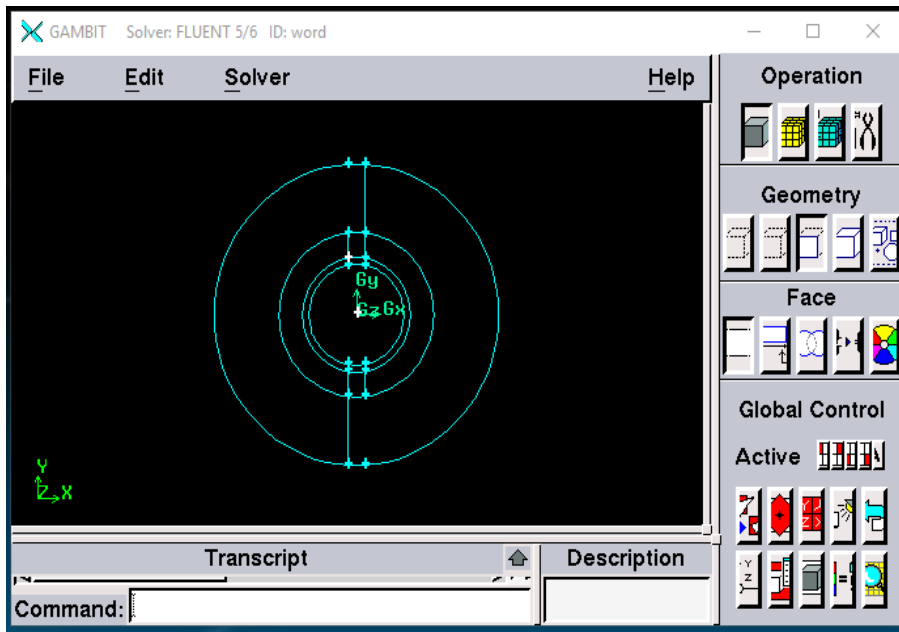 GAMBIT Solver: FLUENT 5/6 ID: word
File Edit Solver Help
Operation
Geometry
Face
Global Control
Active
Gy
Gz Gx
Y
Z X
Transcript Description
Command: